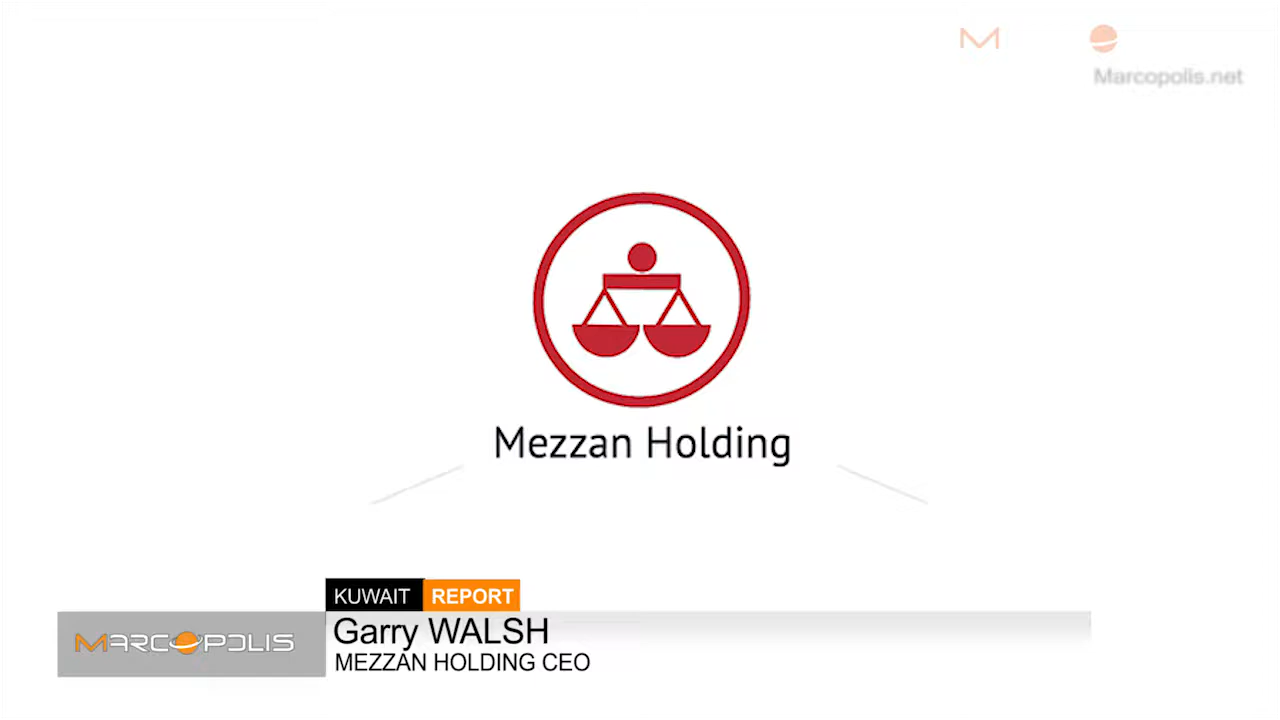 M
Marcopolis.net
Mezzan Holding
KUWAIT REPORT
Garry WALSH
MARCOPOLIS
MEZZAN HOLDING CEO